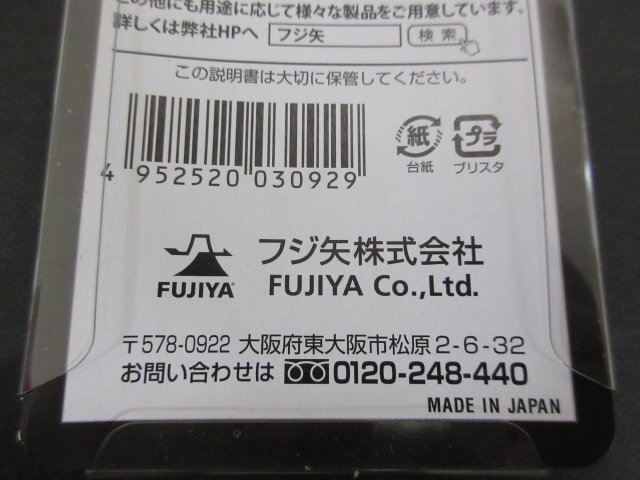 この他にも用途に応じて様々な製品をご用意しています。
詳しくは弊社HPへ フジ矢 検索
この説明書は大切に保管してください。
4 952520 030929
紙 プラ
台紙 ブリスタ
フジ矢株式会社
FUJIYA FUJIYA Co.,Ltd.
〒578-0922 大阪府東大阪市松原2-6-32
お問い合わせは 0120-248-440
MADE IN JAPAN